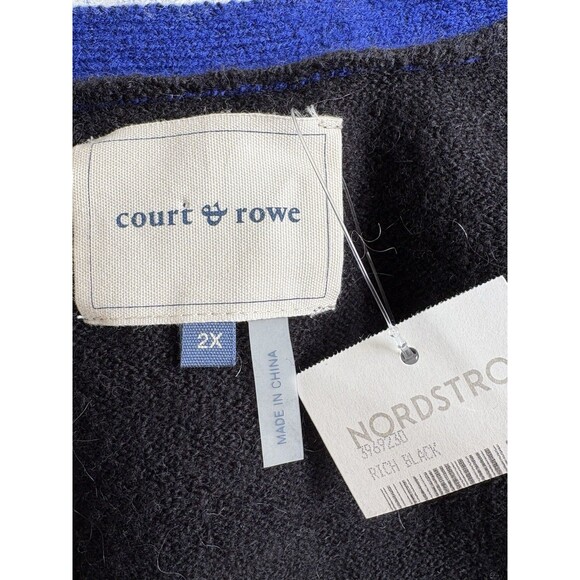 court & rowe
2X
MADE IN CHINA
NORDSTRO
3969230
RICH BLACK